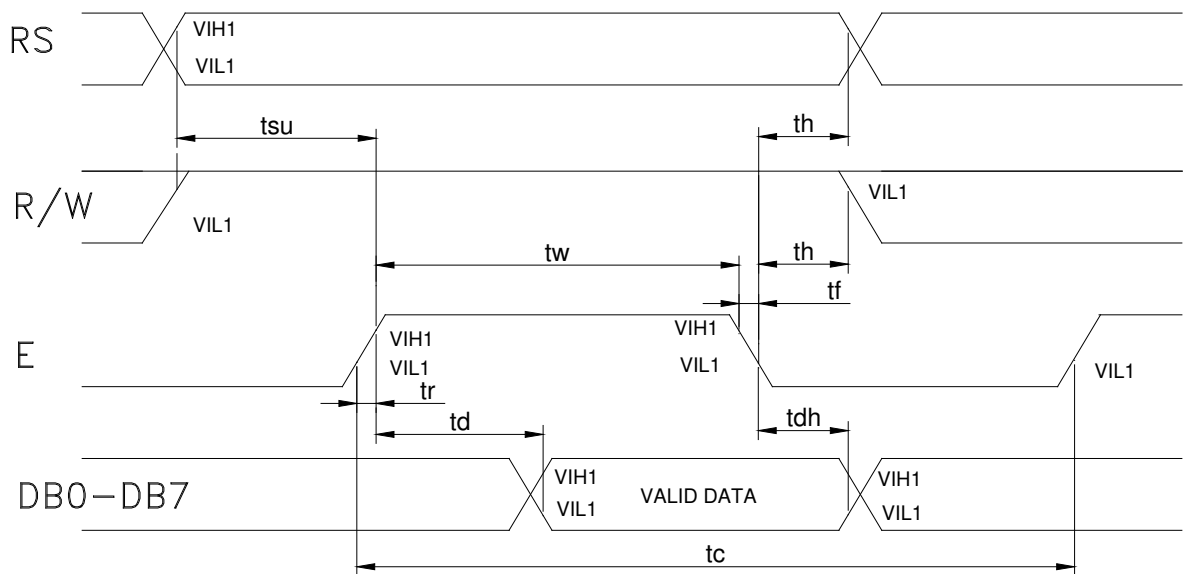 RS
VIH1
VIL1
tsu
th
R/W
VIL1
VIL1
tw
th
tf
E
VIH1
VIL1
VIH1
VIL1
VIL1
tr
td
tdh
DB0-DB7
VIH1
VIL1
VALID DATA
VIH1
VIL1
tc